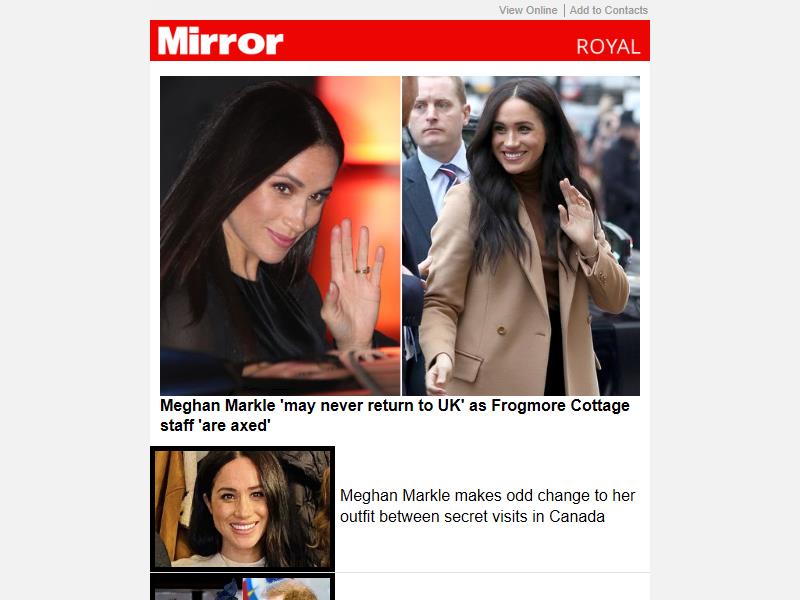 View Online | Add to Contacts
Mirror
ROYAL
Meghan Markle 'may never return to UK' as Frogmore Cottage
staff 'are axed'
Meghan Markle makes odd change to her
outfit between secret visits in Canada